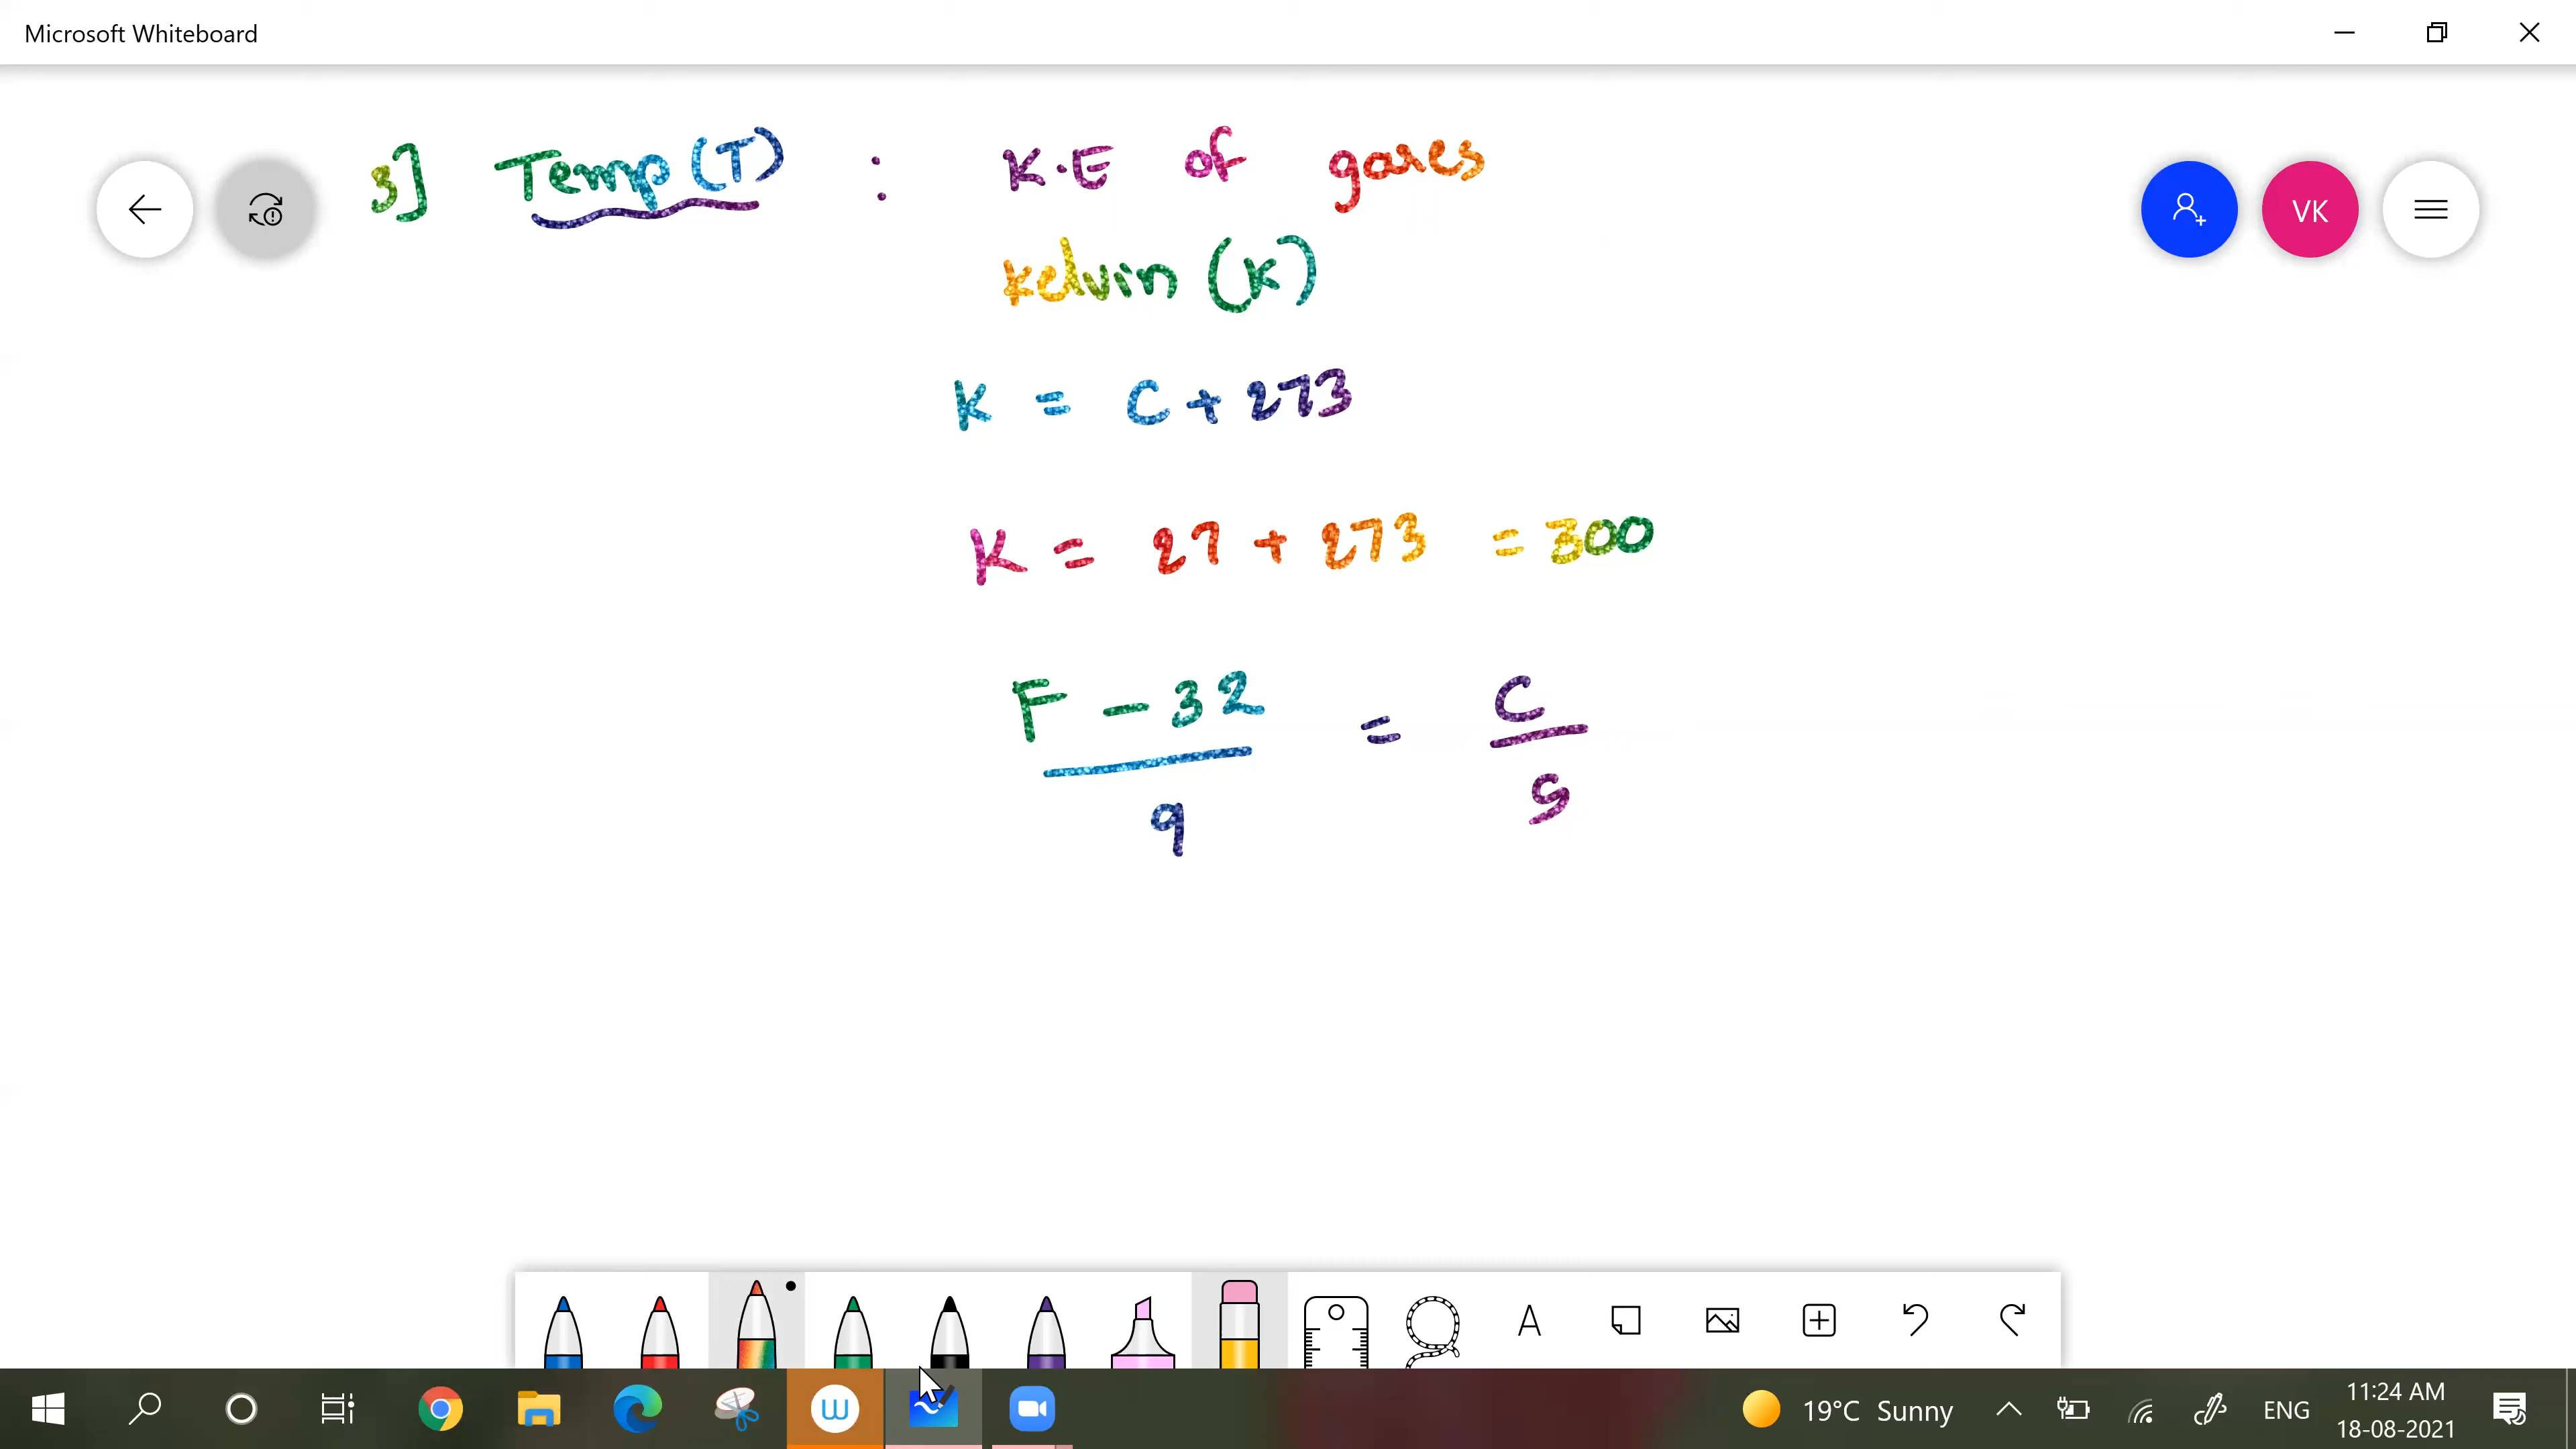 Microsoft Whiteboard
3] Temp (T) : K.E of gases
VK
Kelvin (K)
K = C + 273
K = 27 + 273 = 300
F - 32 / 9 = C / 5
A
19°C Sunny
ENG
11:24 AM
18-08-2021